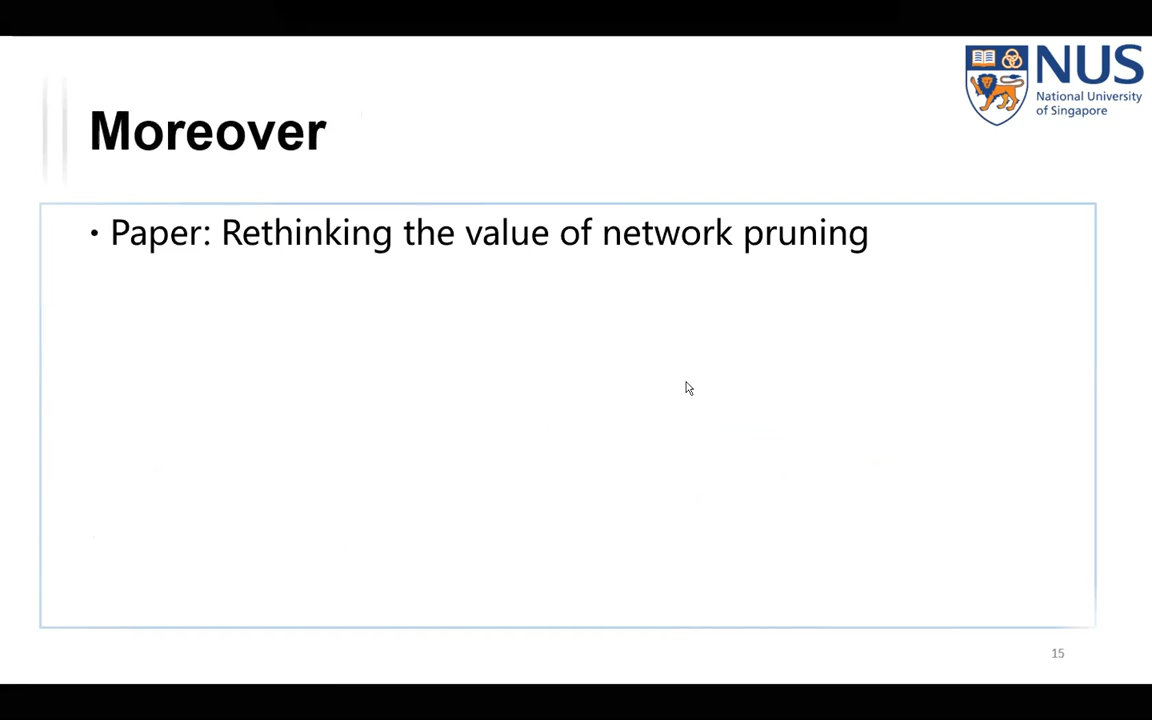 NUS
National University
of Singapore
Moreover
• Paper: Rethinking the value of network pruning
15